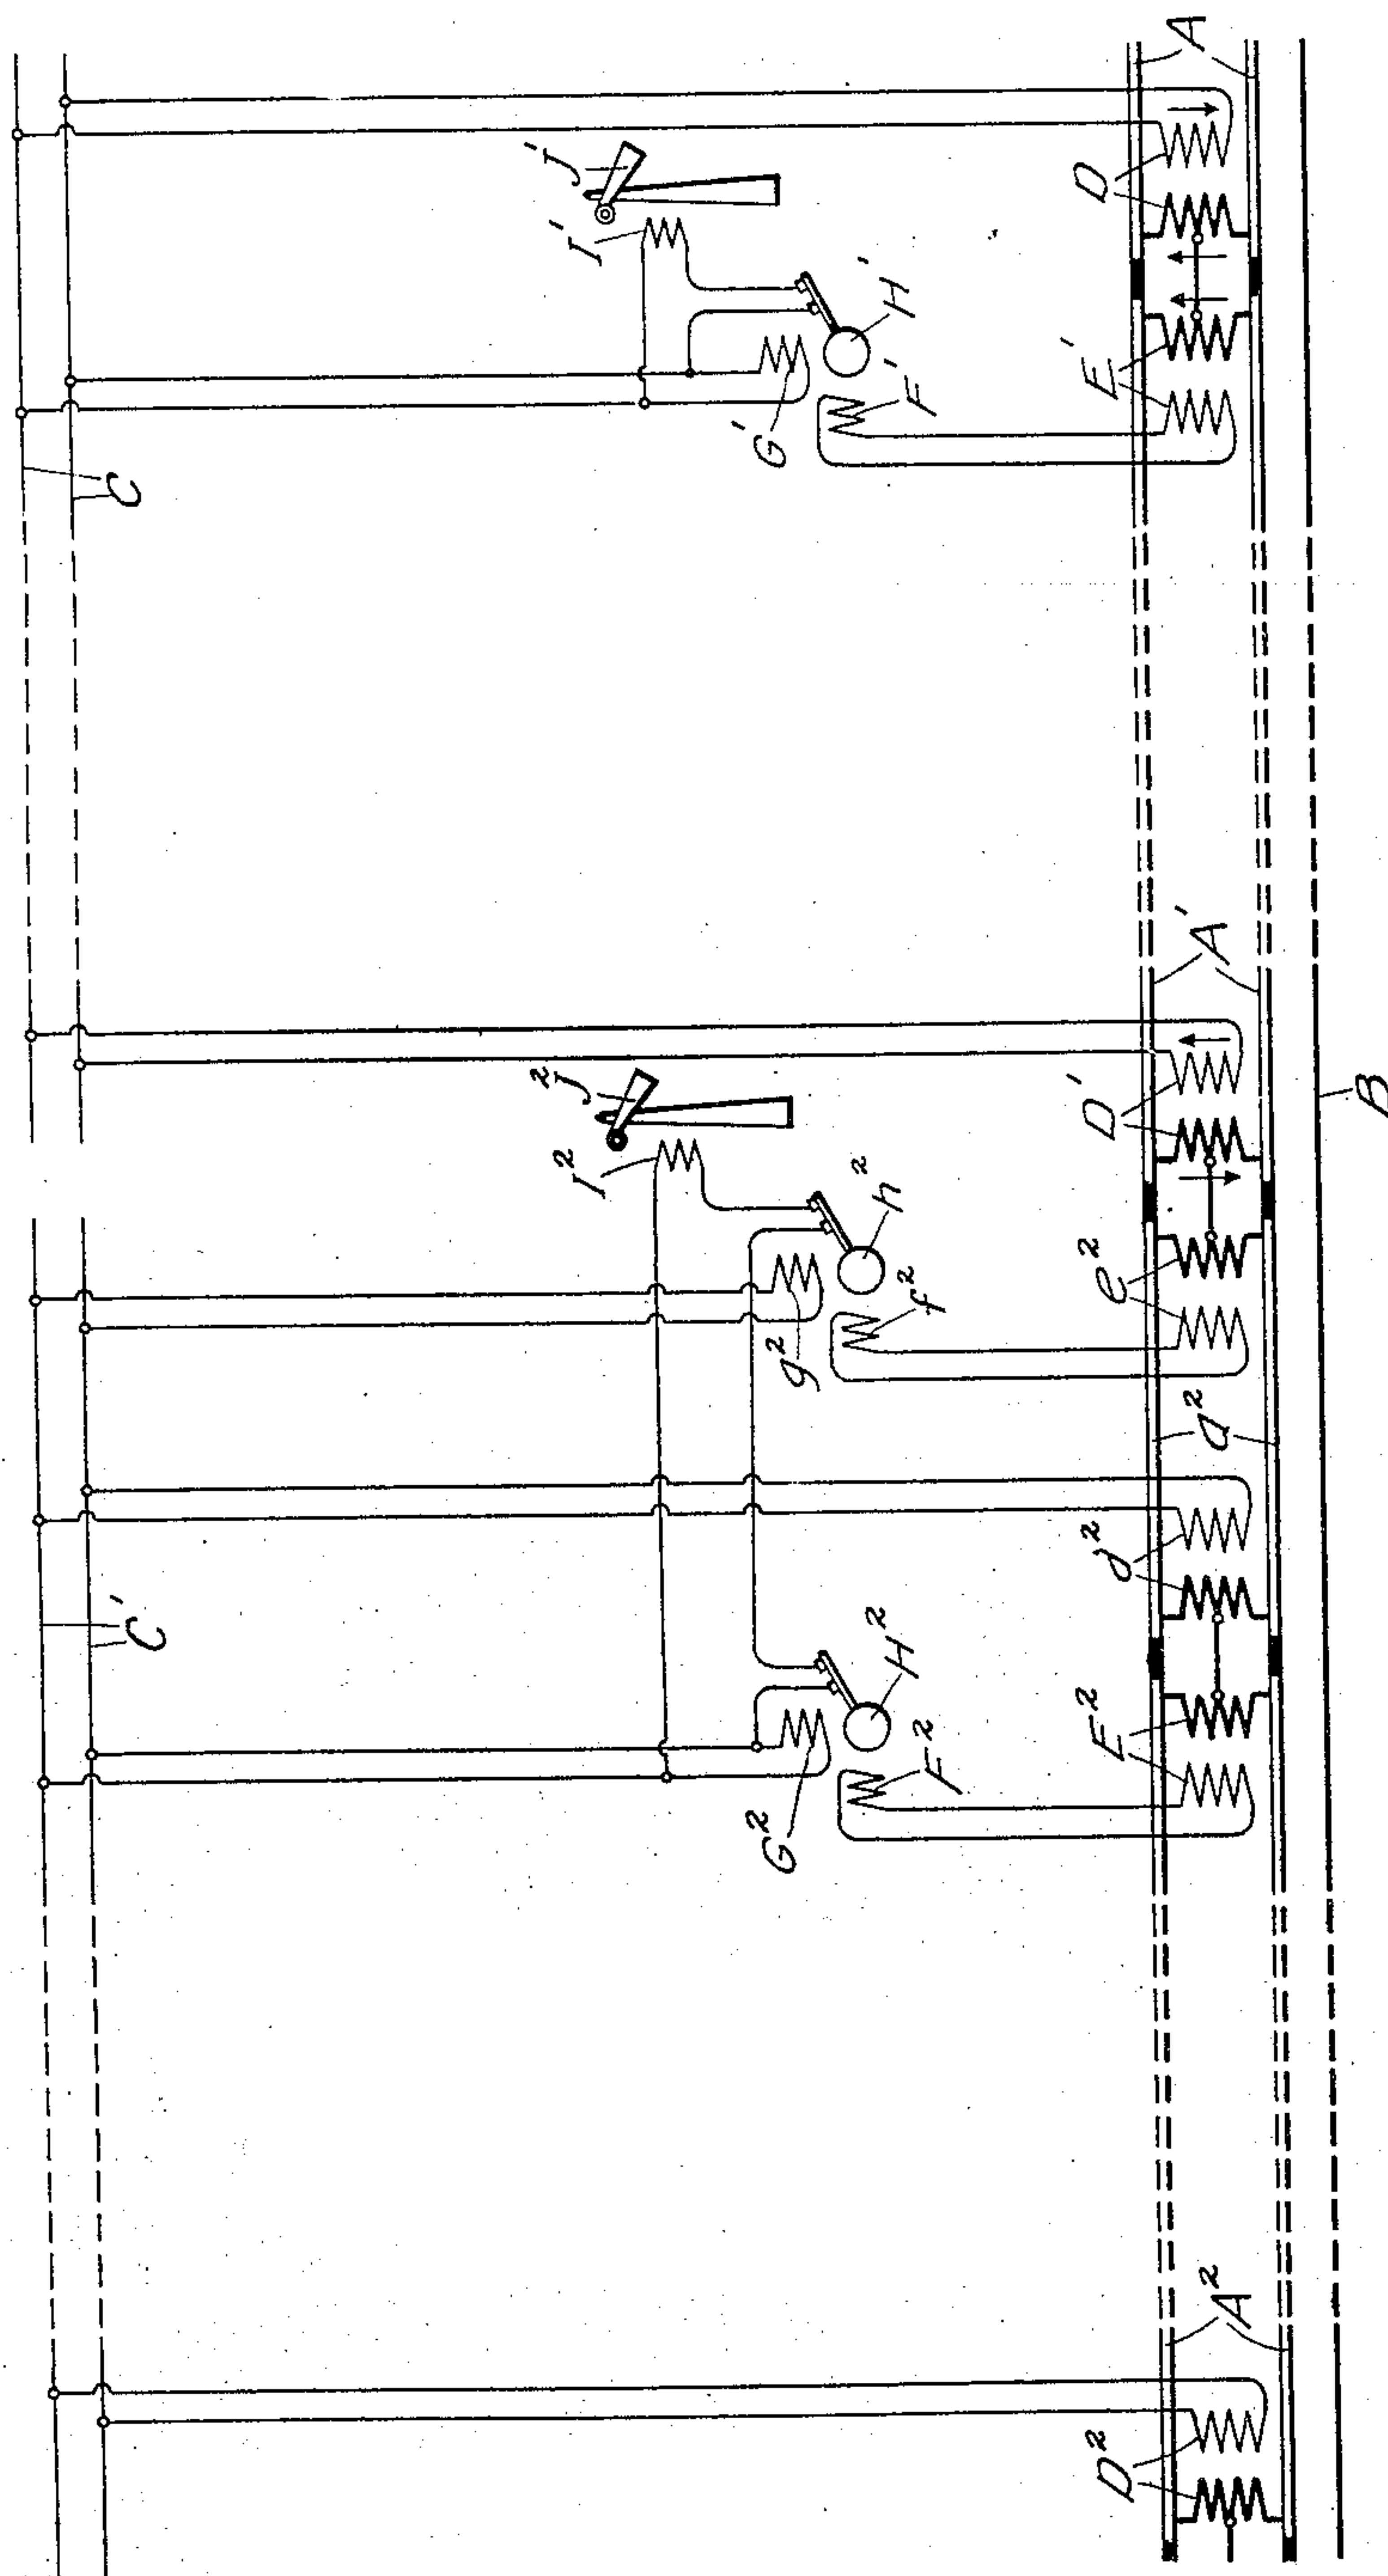 C
C'
J'
I'
G'
H'
F'
J²
I²
g²
h²
f²
G²
H²
F²
A
D
E'
A'
D'
e²
a²
d²
E²
A²
D²
B